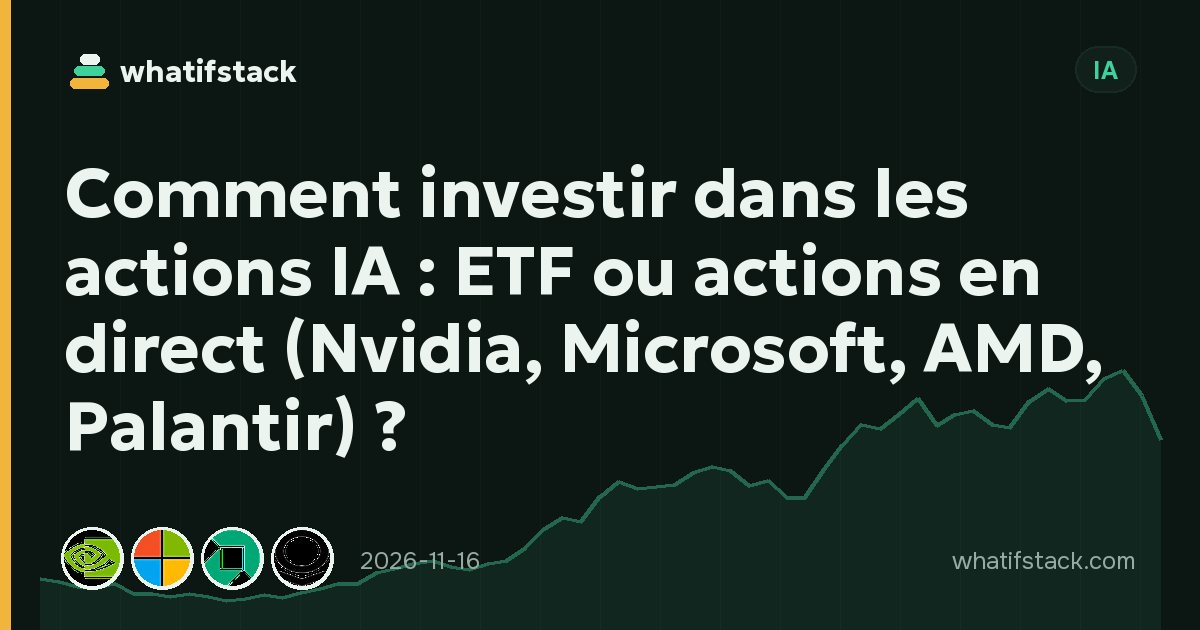 whatifstack
IA
Comment investir dans les
actions IA : ETF ou actions en
direct (Nvidia, Microsoft, AMD,
Palantir) ?
2026-11-16
whatifstack.com